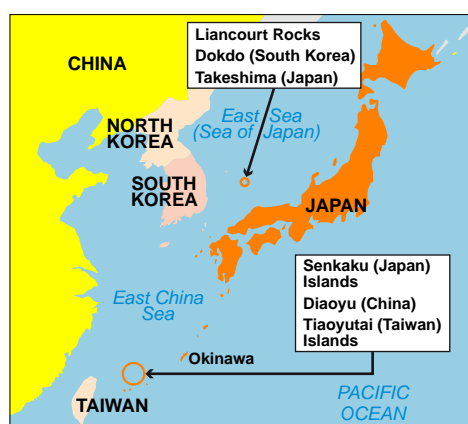 Liancourt Rocks
Dokdo (South Korea)
Takeshima (Japan)
CHINA
East Sea
(Sea of Japan)
NORTH
KOREA
SOUTH
KOREA
JAPAN
Senkaku (Japan)
Islands
Diaoyu (China)
Tiaoyutai (Taiwan)
Islands
East China
Sea
Okinawa
TAIWAN
PACIFIC
OCEAN